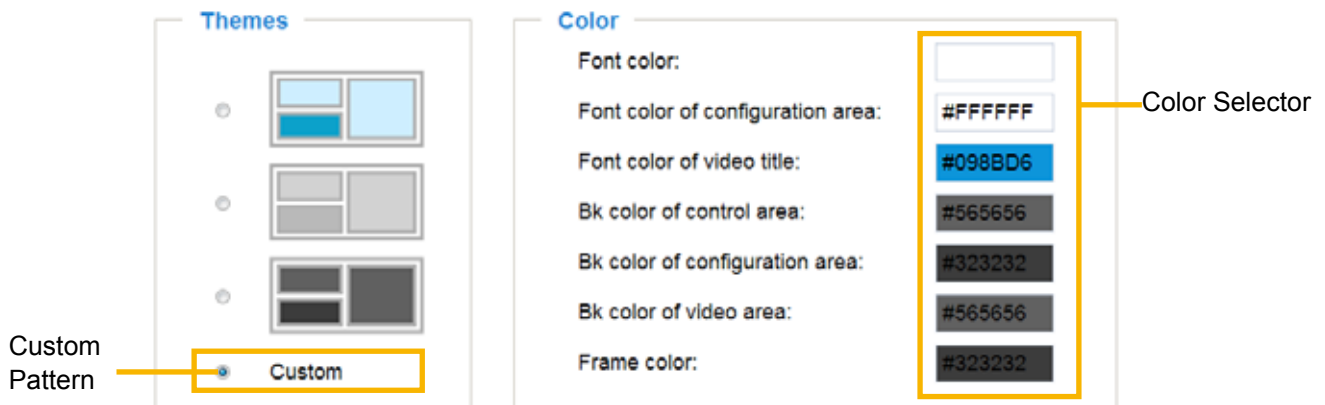 Themes
Custom
Custom
Pattern
Color
Font color:
Font color of configuration area: #FFFFFF
Font color of video title: #098BD6
Bk color of control area: #565656
Bk color of configuration area: #323232
Bk color of video area: #565656
Frame color: #323232
Color Selector